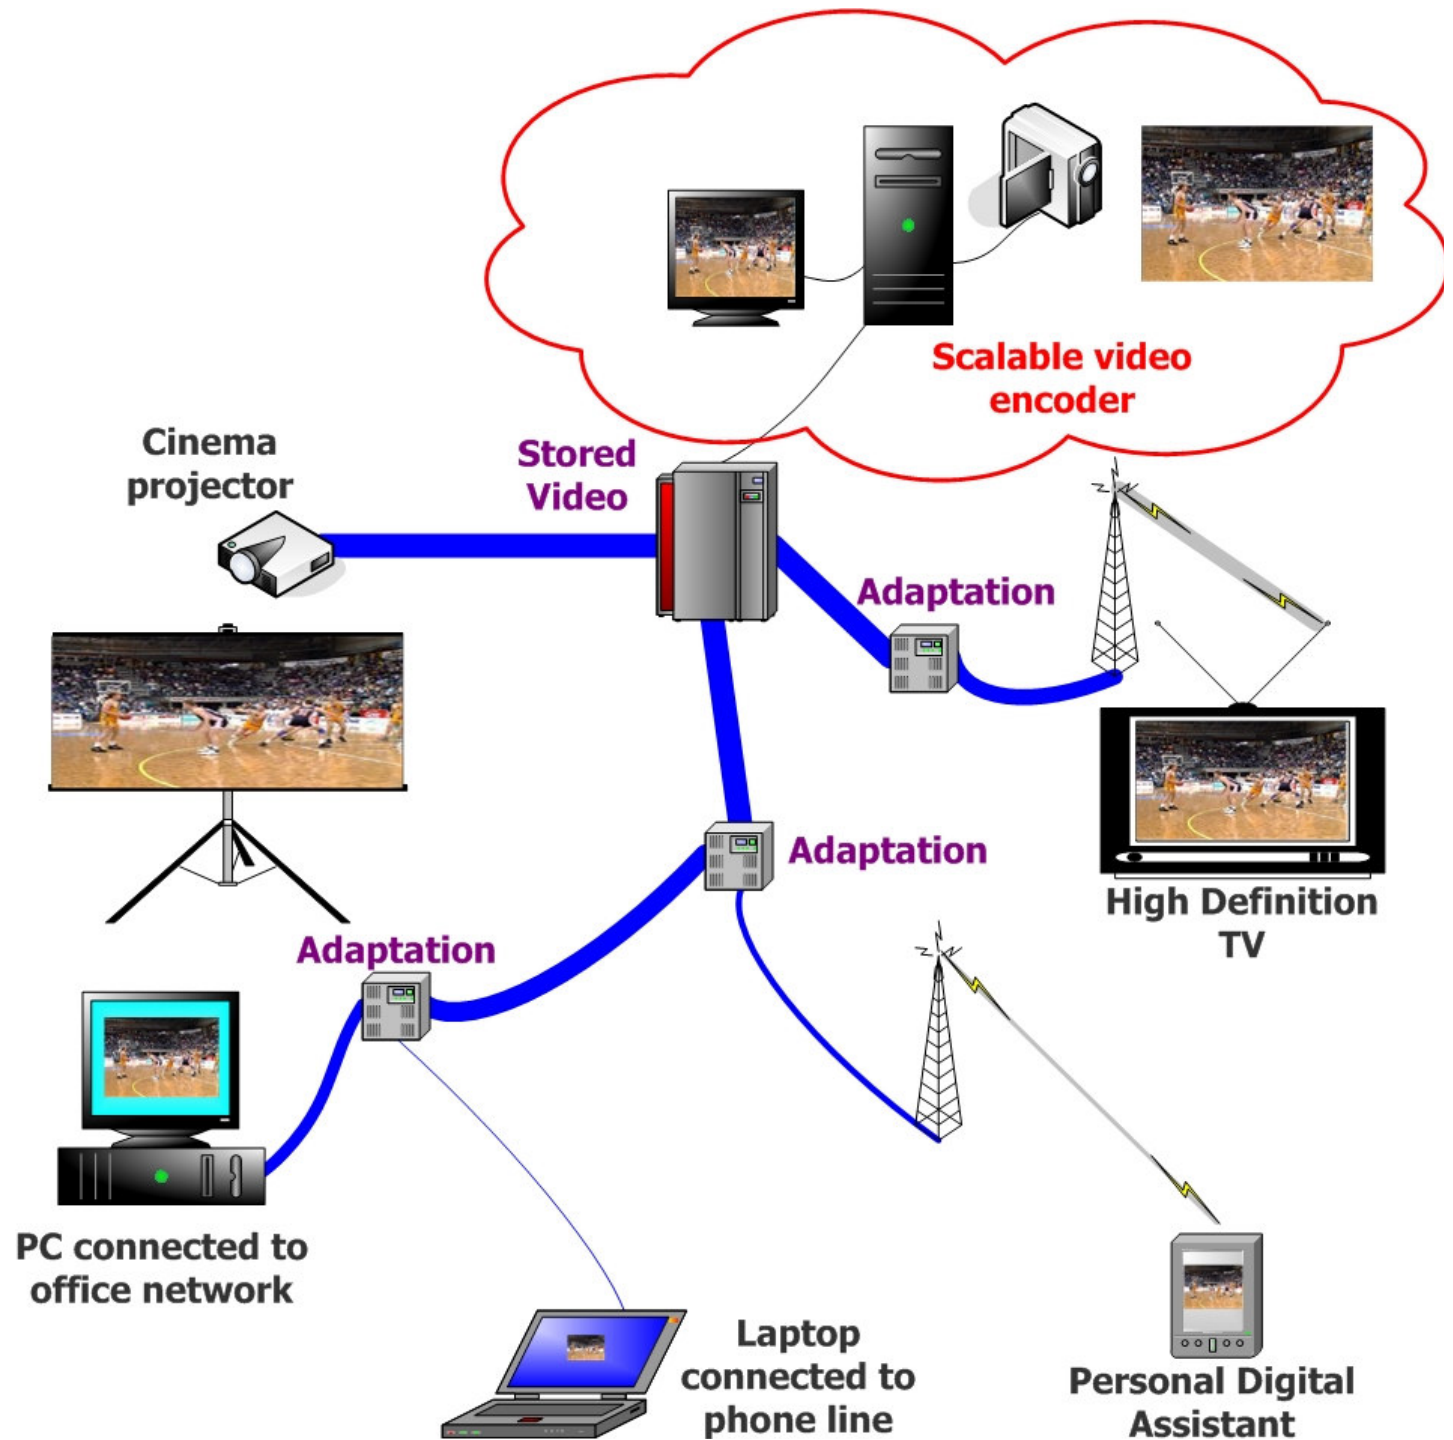 Scalable video
encoder
Cinema
projector
Stored
Video
Adaptation
Adaptation
High Definition
TV
Adaptation
PC connected to
office network
Laptop
connected to
phone line
Personal Digital
Assistant